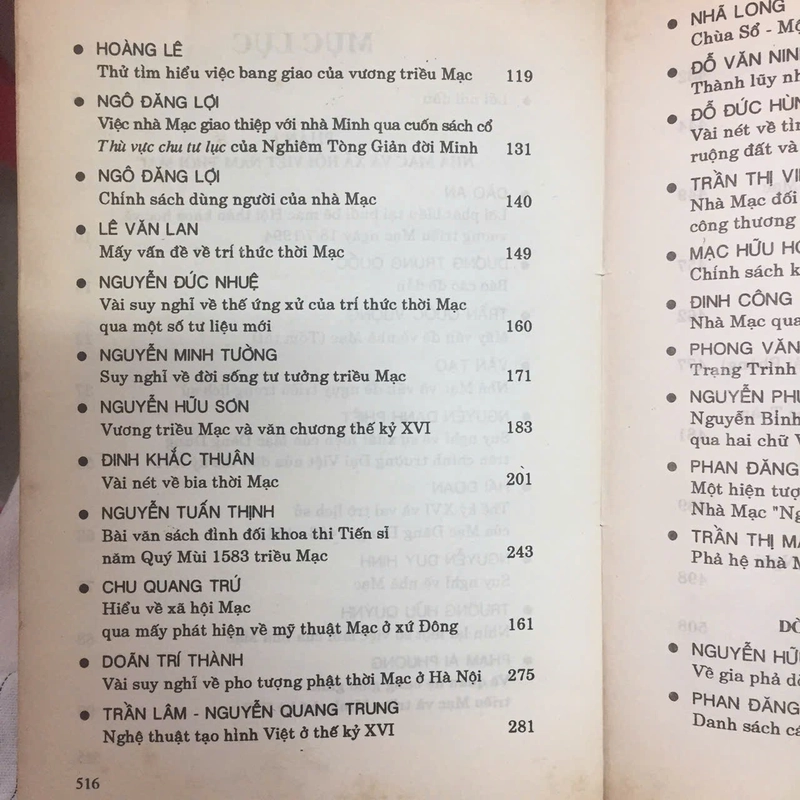 ● HOÀNG LÊ
Thử tìm hiểu việc bang giao của vương triều Mạc 119
● NGÔ ĐĂNG LỢI
Việc nhà Mạc giao thiệp với nhà Minh qua cuốn sách cổ
Thù vực chu tư lục của Nghiêm Tòng Giản đời Minh 131
● NGÔ ĐĂNG LỢI
Chính sách dùng người của nhà Mạc 140
● LÊ VĂN LAN
Mấy vấn đề về trí thức thời Mạc 149
● NGUYỄN ĐỨC NHUỆ
Vài suy nghỉ về thế ứng xử của trí thức thời Mạc
qua một số tư liệu mới 160
● NGUYỄN MINH TƯỜNG
Suy nghỉ về đời sống tư tưởng triều Mạc 171
● NGUYỄN HỮU SƠN
Vương triều Mạc và văn chương thế kỷ XVI 183
● ĐINH KHẮC THUÂN
Vài nét về bia thời Mạc 201
● NGUYỄN TUẤN THỊNH
Bài văn sách đình đối khoa thi Tiến sỉ
năm Quý Mùi 1583 triều Mạc 243
● CHU QUANG TRỨ
Hiểu về xã hội Mạc
qua mấy phát hiện về mỹ thuật Mạc ở xứ Đông 161
● DOÃN TRÍ THÀNH
Vài suy nghỉ về pho tượng phật thời Mạc ở Hà Nội 275
● TRẦN LÂM - NGUYỄN QUANG TRUNG
Nghệ thuật tạo hình Việt ở thế kỷ XVI 281
516
● NHÃ LONG
Chùa Sổ - Mộ
● ĐỖ VĂN NIN
Thành lũy nh
● ĐỖ ĐỨC HÙN
Vài nét về tìn
ruộng đất và
● TRẦN THỊ VI
Nhà Mạc đối
công thương
● MẠC HỮU HO
Chính sách k
● ĐINH CÔNG
Nhà Mạc qua
● PHONG VĂN
Trạng Trình
● NGUYỄN PHU
Nguyễn Bỉnh
qua hai chữ V
● PHAN ĐĂNG
Một hiện tượ
Nhà Mạc "Ng
● TRẦN THỊ MA
Phả hệ nhà M
DÒ
● NGUYỄN HỮU
Về gia phả dò
● PHAN ĐĂNG
Danh sách cá